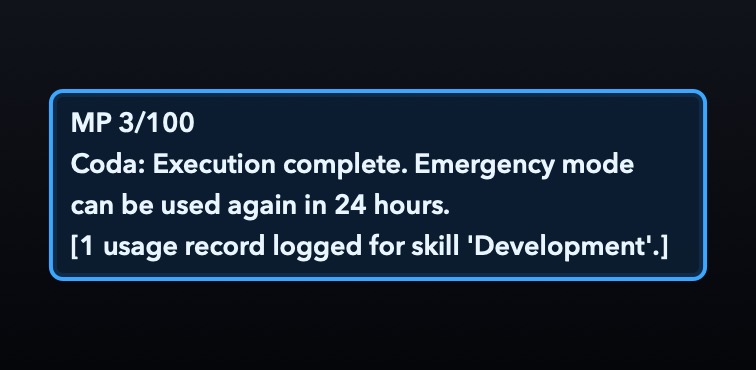 MP 3/100
Coda: Execution complete. Emergency mode
can be used again in 24 hours.
[1 usage record logged for skill 'Development'.]